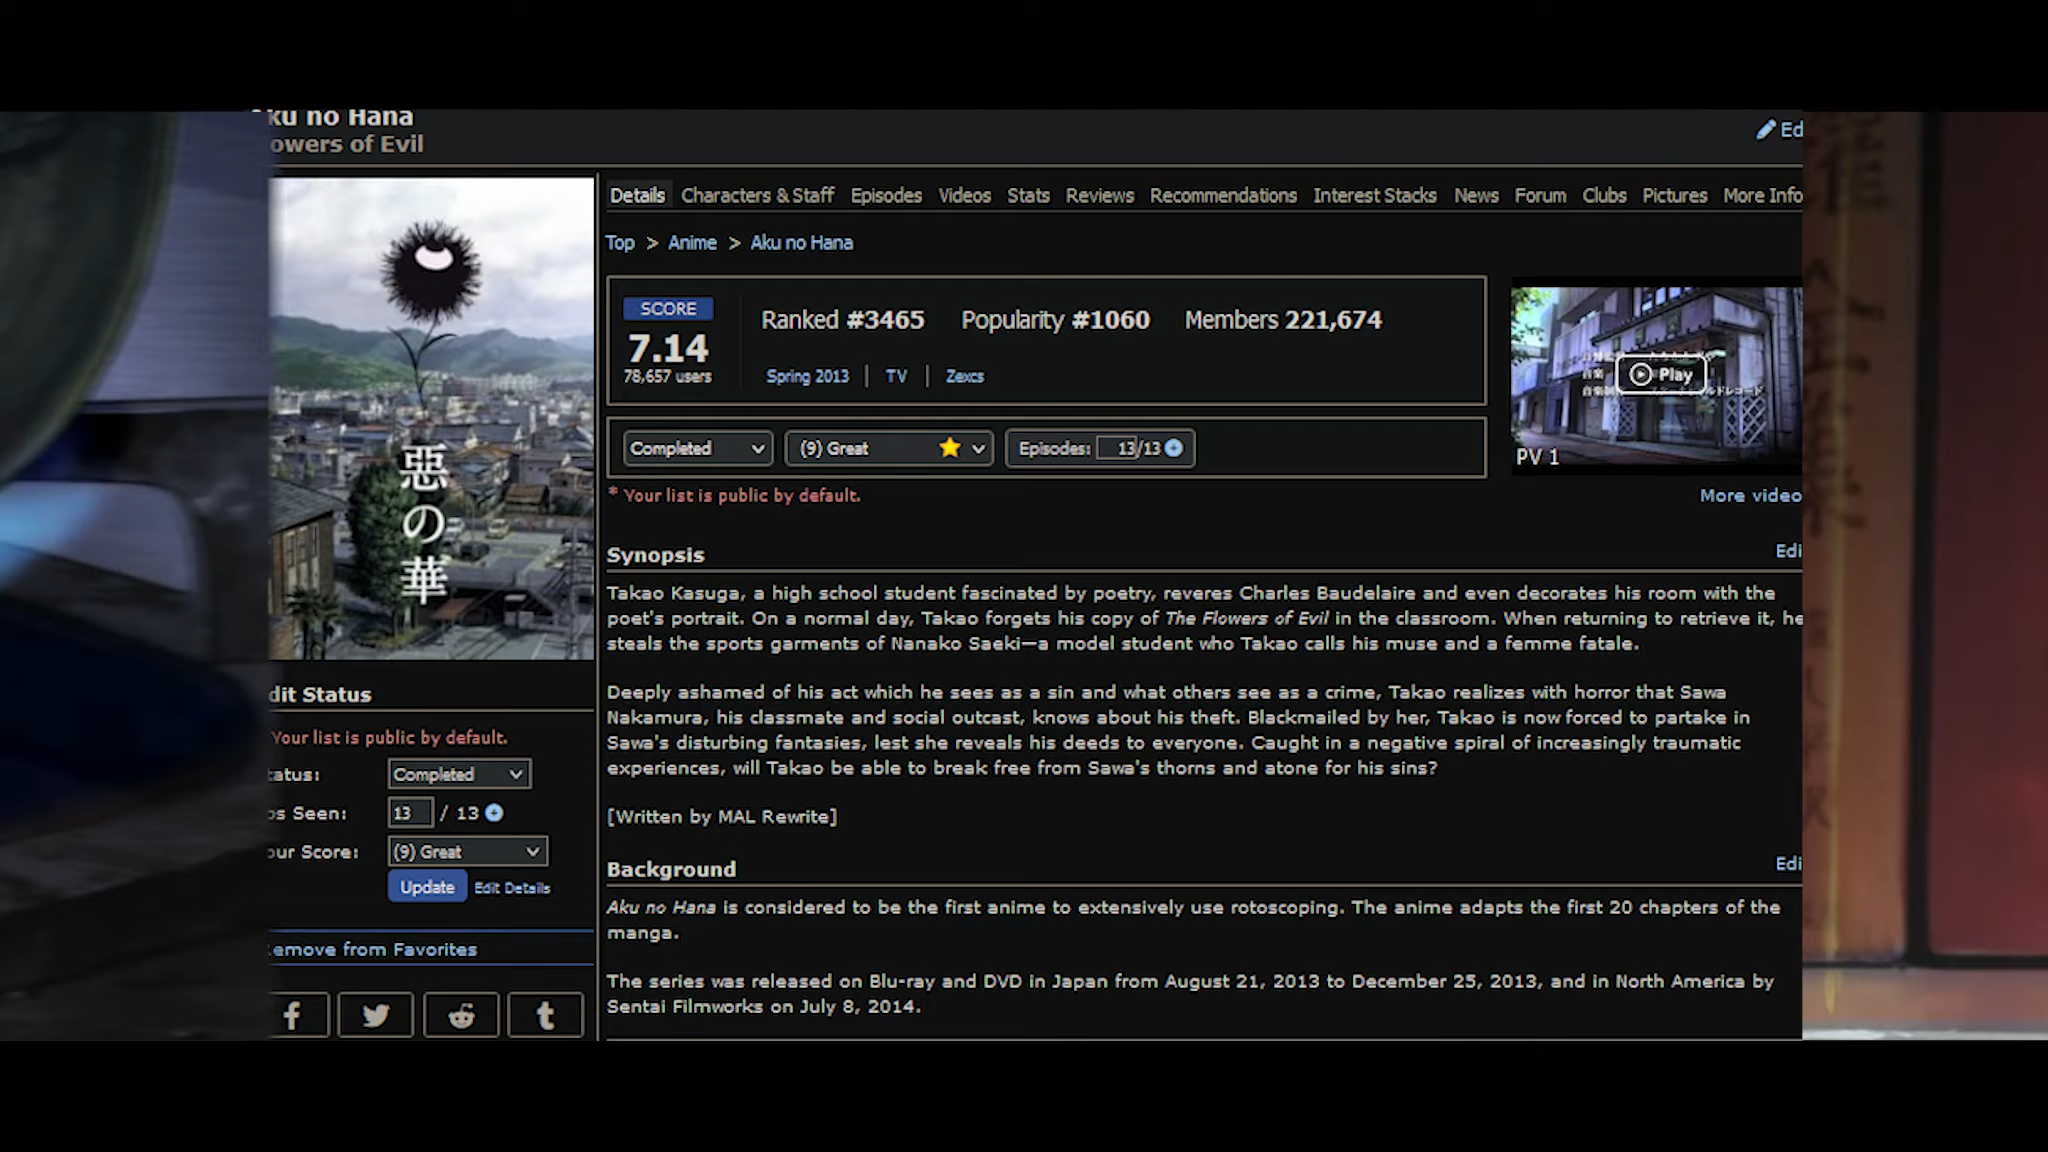 ku no Hana
owers of Evil
Ed
Details Characters & Staff Episodes Videos Stats Reviews Recommendations Interest Stacks News Forum Clubs Pictures More Info
Top > Anime > Aku no Hana
SCORE
7.14
78,657 users
Ranked #3465 Popularity #1060 Members 221,674
Spring 2013 | TV | Zexcs
Play
PV 1
Completed (9) Great Episodes: 13/13
* Your list is public by default.
More video
惡の華
Synopsis
Edi
Takao Kasuga, a high school student fascinated by poetry, reveres Charles Baudelaire and even decorates his room with the
poet's portrait. On a normal day, Takao forgets his copy of The Flowers of Evil in the classroom. When returning to retrieve it, he
steals the sports garments of Nanako Saeki—a model student who Takao calls his muse and a femme fatale.
Deeply ashamed of his act which he sees as a sin and what others see as a crime, Takao realizes with horror that Sawa
Nakamura, his classmate and social outcast, knows about his theft. Blackmailed by her, Takao is now forced to partake in
Sawa's disturbing fantasies, lest she reveals his deeds to everyone. Caught in a negative spiral of increasingly traumatic
experiences, will Takao be able to break free from Sawa's thorns and atone for his sins?
[Written by MAL Rewrite]
Background
Edi
Aku no Hana is considered to be the first anime to extensively use rotoscoping. The anime adapts the first 20 chapters of the
manga.
The series was released on Blu-ray and DVD in Japan from August 21, 2013 to December 25, 2013, and in North America by
Sentai Filmworks on July 8, 2014.
dit Status
Your list is public by default.
tatus: Completed
ps Seen: 13 / 13
our Score: (9) Great
Update Edit Details
emove from Favorites